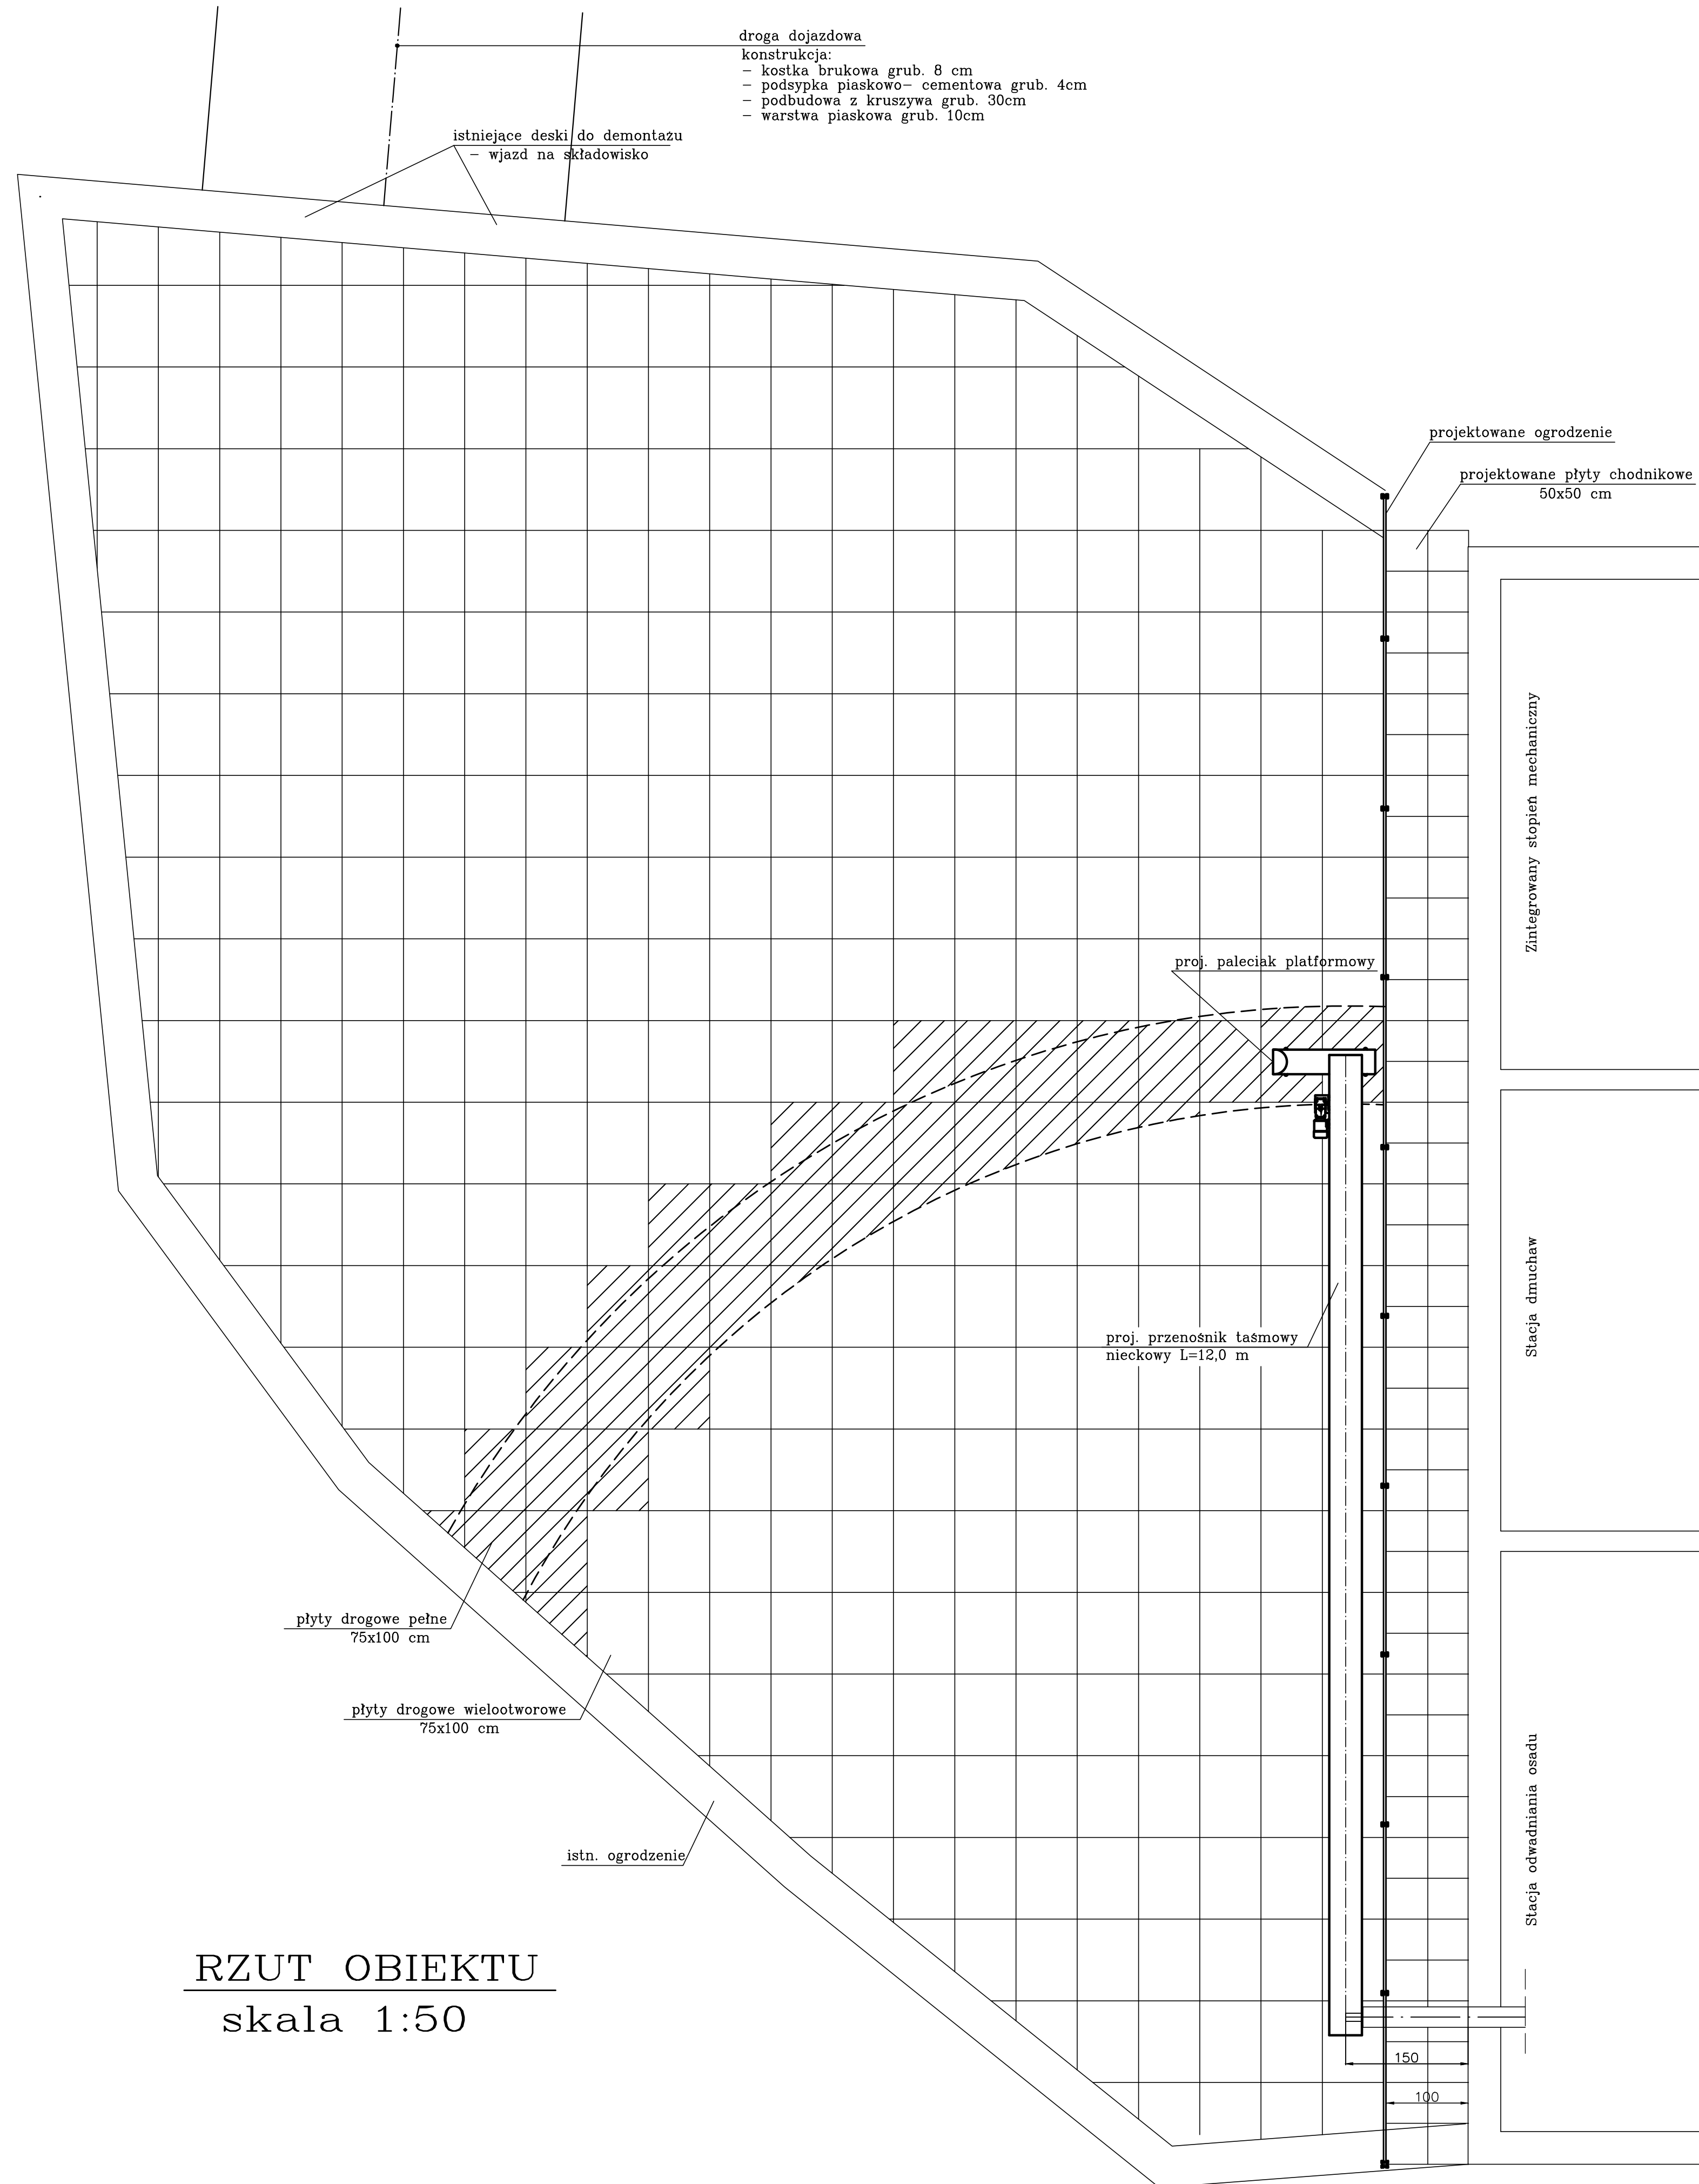 droga dojazdowa
konstrukcja:
– kostka brukowa grub. 8 cm
– podsypka piaskowo– cementowa grub. 4cm
– podbudowa z kruszywa grub. 30cm
– warstwa piaskowa grub. 10cm
istniejące deski do demontażu
– wjazd na składowisko
projektowane ogrodzenie
projektowane płyty chodnikowe
50x50 cm
Zintegrowany stopień mechaniczny
proj. paleciak platformowy
Stacja dmuchaw
proj. przenośnik taśmowy
nieckowy L=12,0 m
płyty drogowe pełne
75x100 cm
płyty drogowe wielootworowe
75x100 cm
Stacja odwadniania osadu
istn. ogrodzenie
RZUT OBIEKTU
skala 1:50
150
100